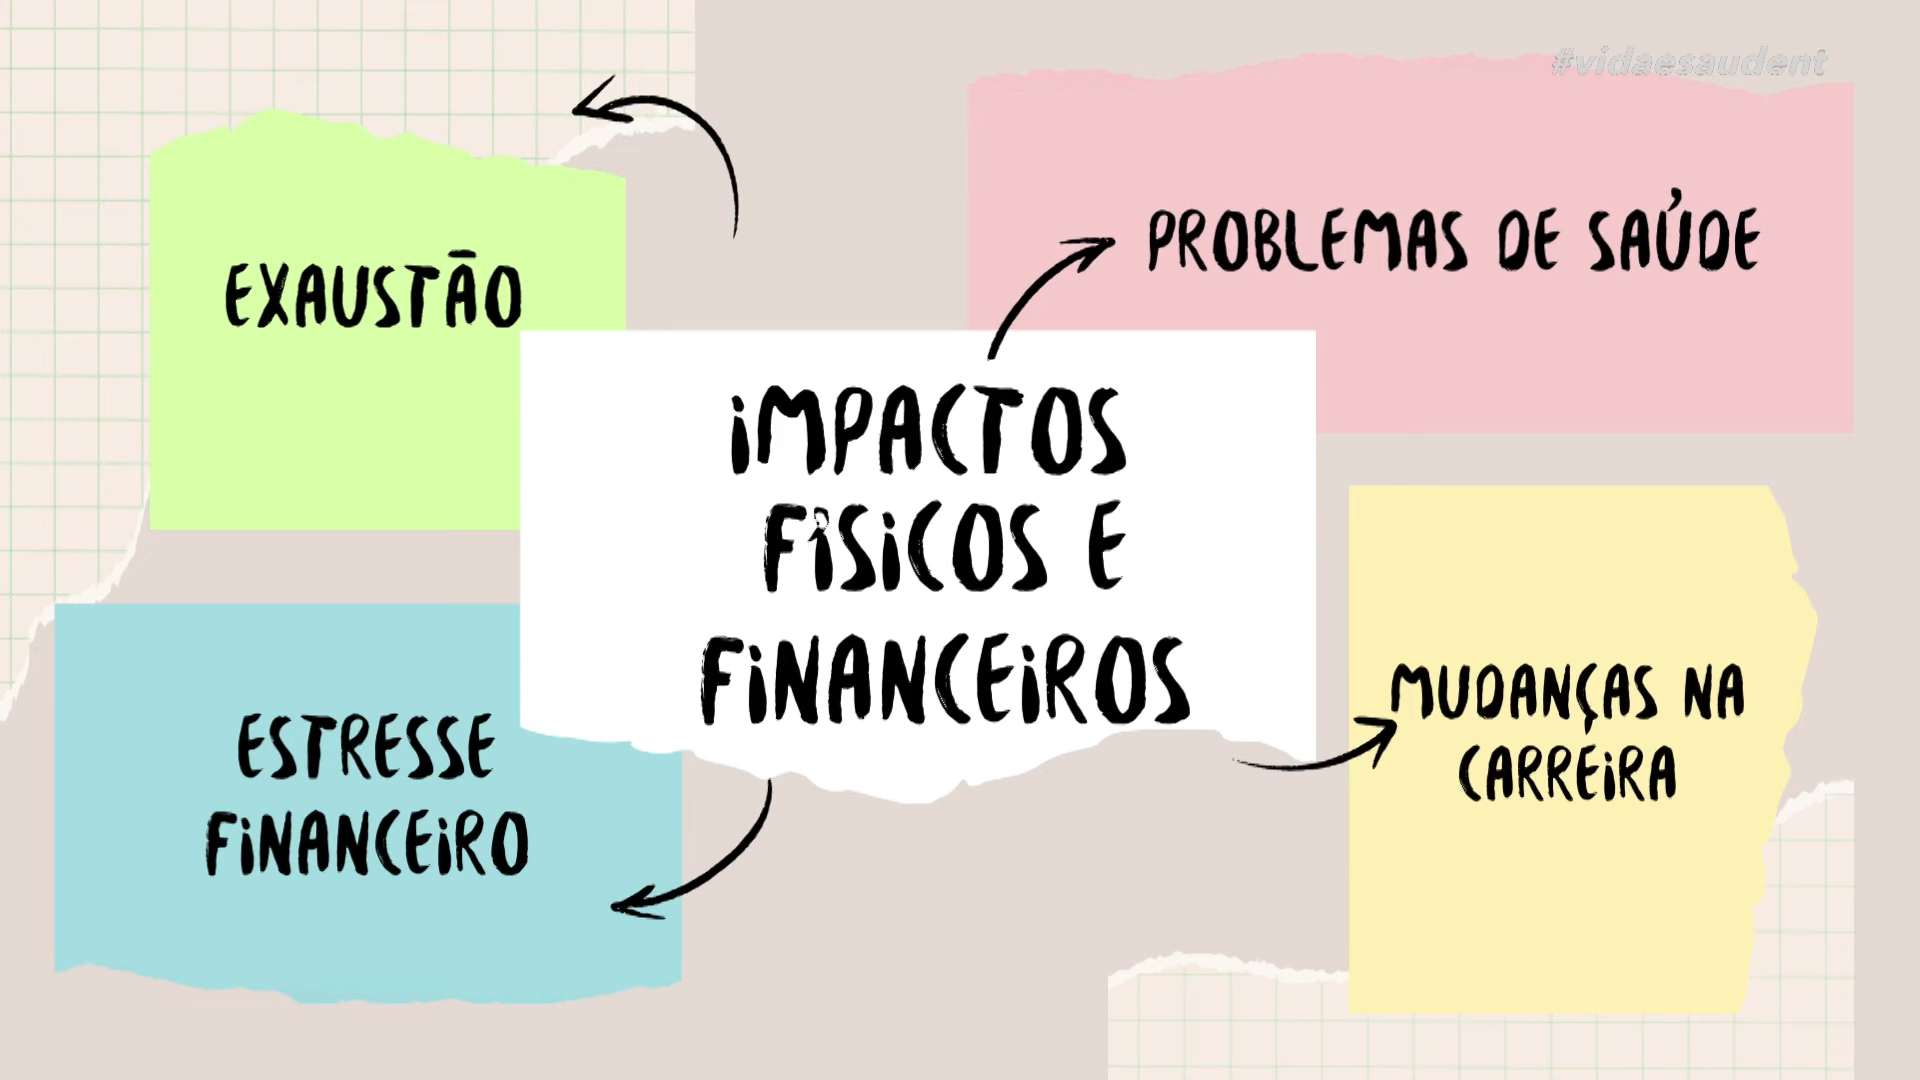 #vidaesaudent
EXAUSTÃO
PROBLEMAS DE SAÚDE
IMPACTOS
FÍSICOS E
FINANCEIROS
ESTRESSE
FINANCEIRO
MUDANÇAS NA
CARREIRA